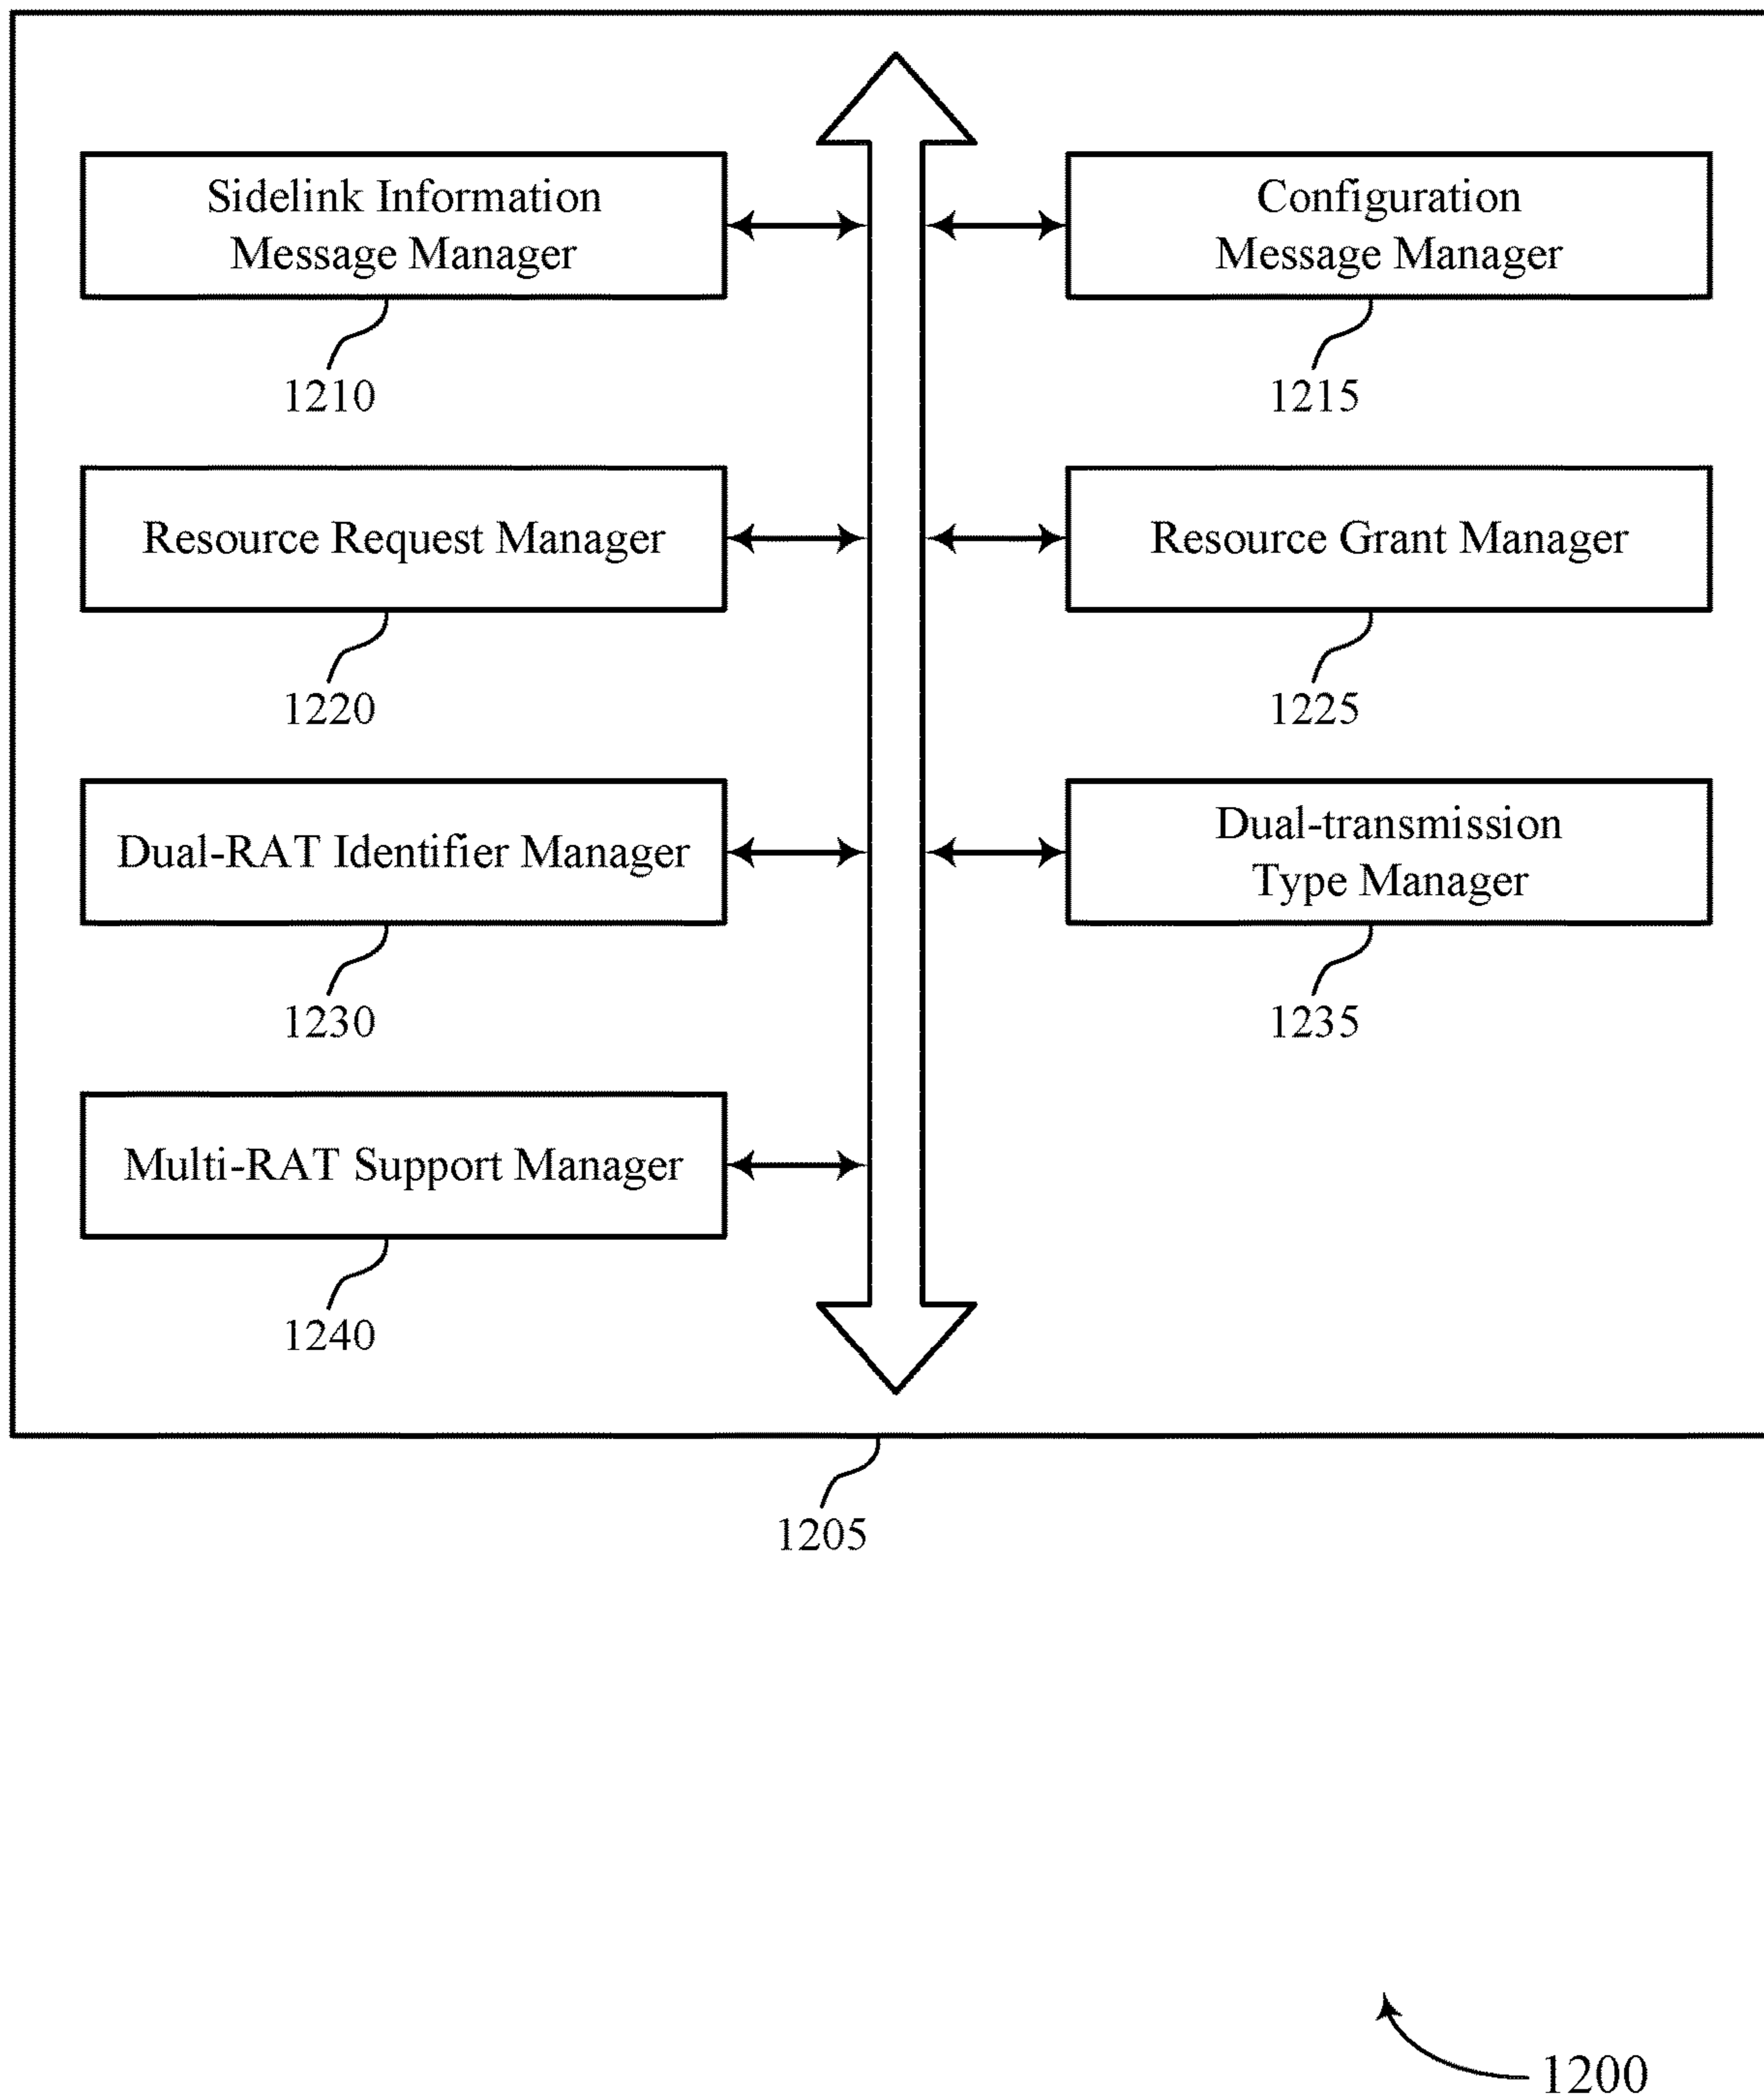 Sidelink Information
Message Manager
1210
Configuration
Message Manager
1215
Resource Request Manager
1220
Resource Grant Manager
1225
Dual-RAT Identifier Manager
1230
Dual-transmission
Type Manager
1235
Multi-RAT Support Manager
1240
1205
1200